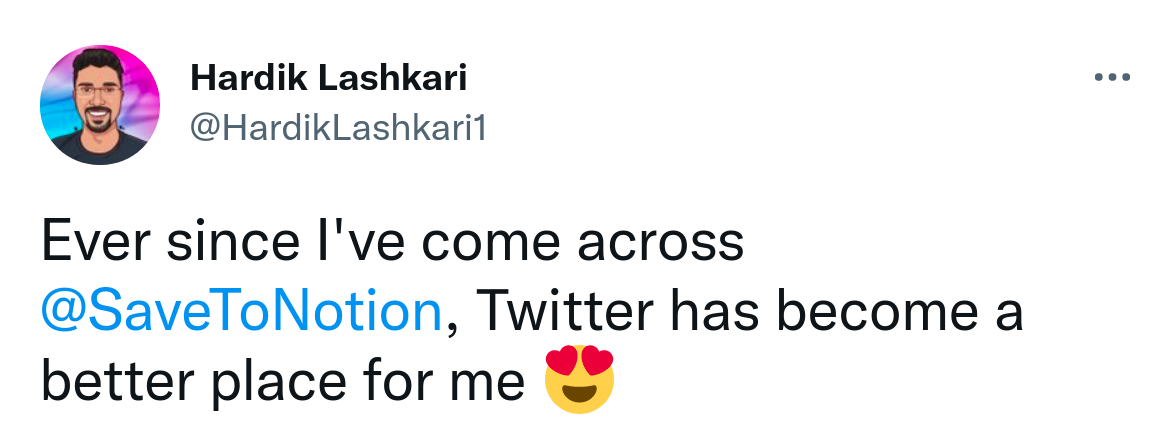 Hardik Lashkari
@HardikLashkari1
Ever since I've come across
@SaveToNotion, Twitter has become a
better place for me 😍